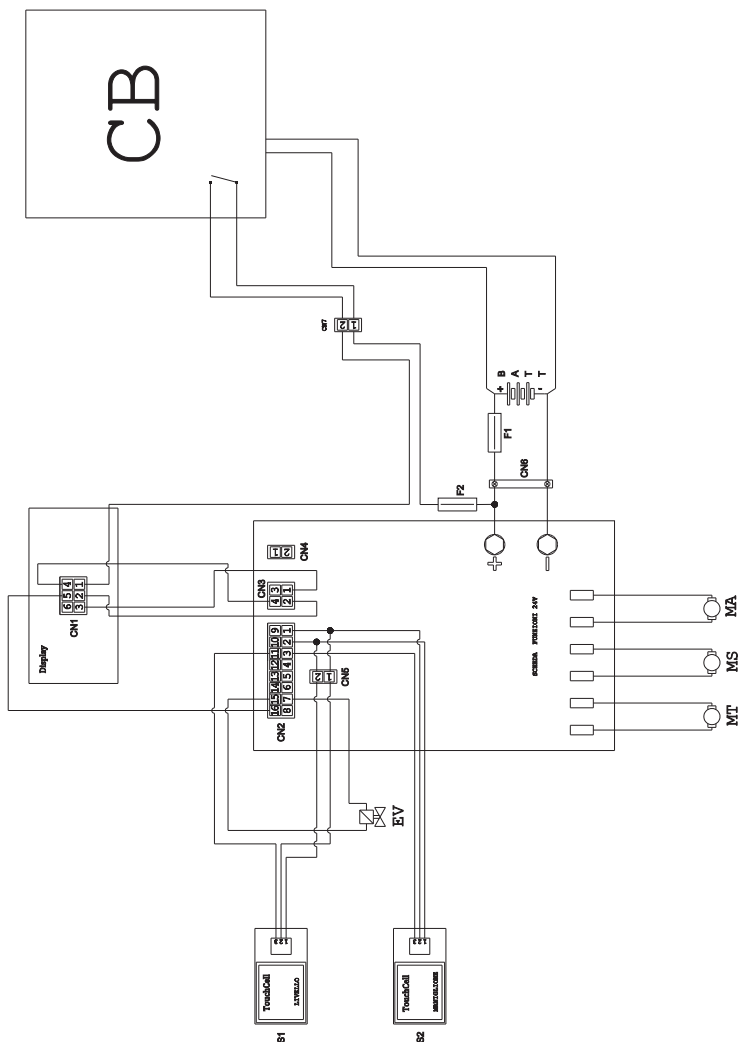 CB
CN7
2 1
+ B
A
T
- T
F1
CN6
F2
+
-
Display
6 5 4
3 2 1
CN1
CN3
4 3
2 1
2 1
CN4
16 15 14 13 12 11 10 9
8 7 6 5 4 3 2 1
CN2
2 1
CN5
SCHEDA FUNZIONI 24V
MA
MS
MT
EV
1 2 3
TouchCell
LIVELLO
S1
1 2 3
TouchCell
S2